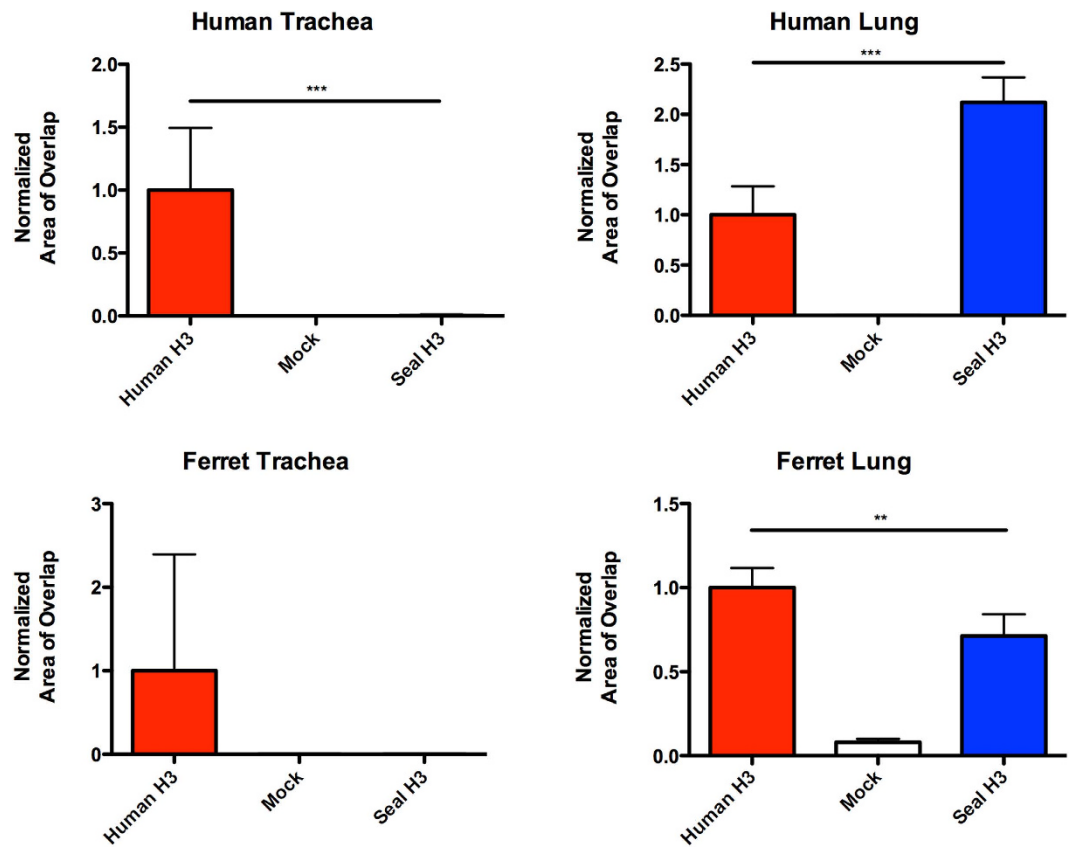 Human Trachea
Normalized
Area of Overlap
2.0
1.5
1.0
0.5
0.0
***
Human H3
Mock
Seal H3
Human Lung
Normalized
Area of Overlap
2.5
2.0
1.5
1.0
0.5
0.0
***
Human H3
Mock
Seal H3
Ferret Trachea
Normalized
Area of Overlap
3
2
1
0
Human H3
Mock
Seal H3
Ferret Lung
Normalized
Area of Overlap
1.5
1.0
0.5
0.0
**
Human H3
Mock
Seal H3